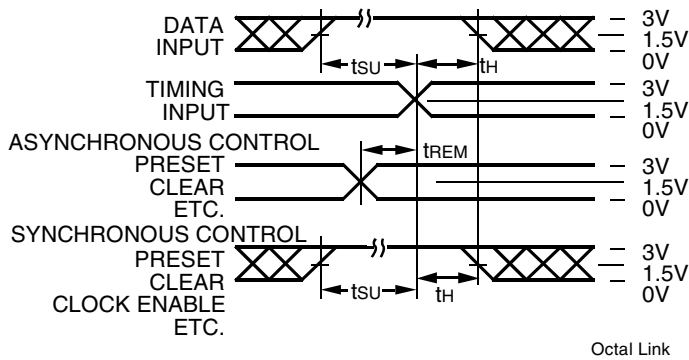 DATA
INPUT
3V
1.5V
0V
tSU
tH
TIMING
INPUT
3V
1.5V
0V
ASYNCHRONOUS CONTROL
tREM
PRESET
CLEAR
ETC.
3V
1.5V
0V
SYNCHRONOUS CONTROL
PRESET
CLEAR
CLOCK ENABLE
ETC.
3V
1.5V
0V
tSU
tH
Octal Link